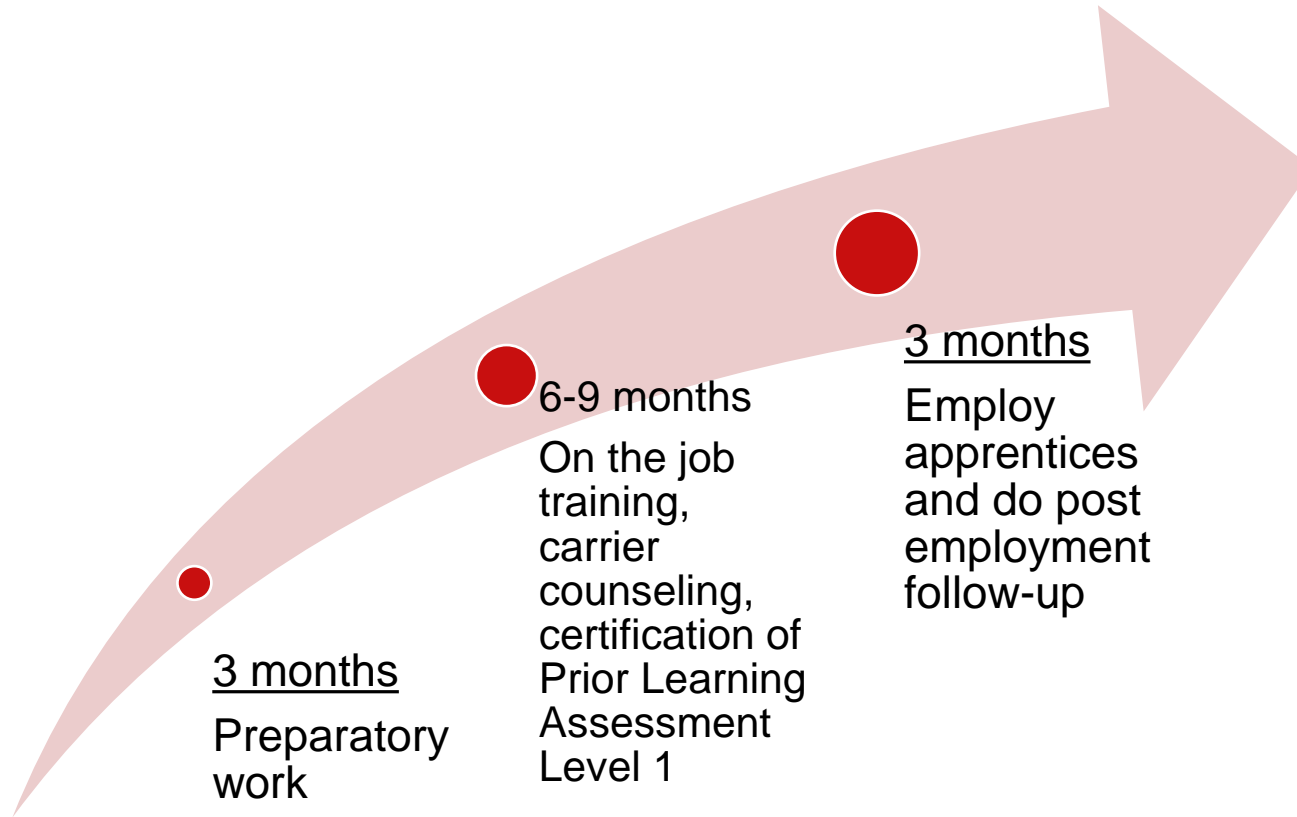 3 months
Preparatory
work
6-9 months
On the job
training,
carrier
counseling,
certification of
Prior Learning
Assessment
Level 1
3 months
Employ
apprentices
and do post
employment
follow-up